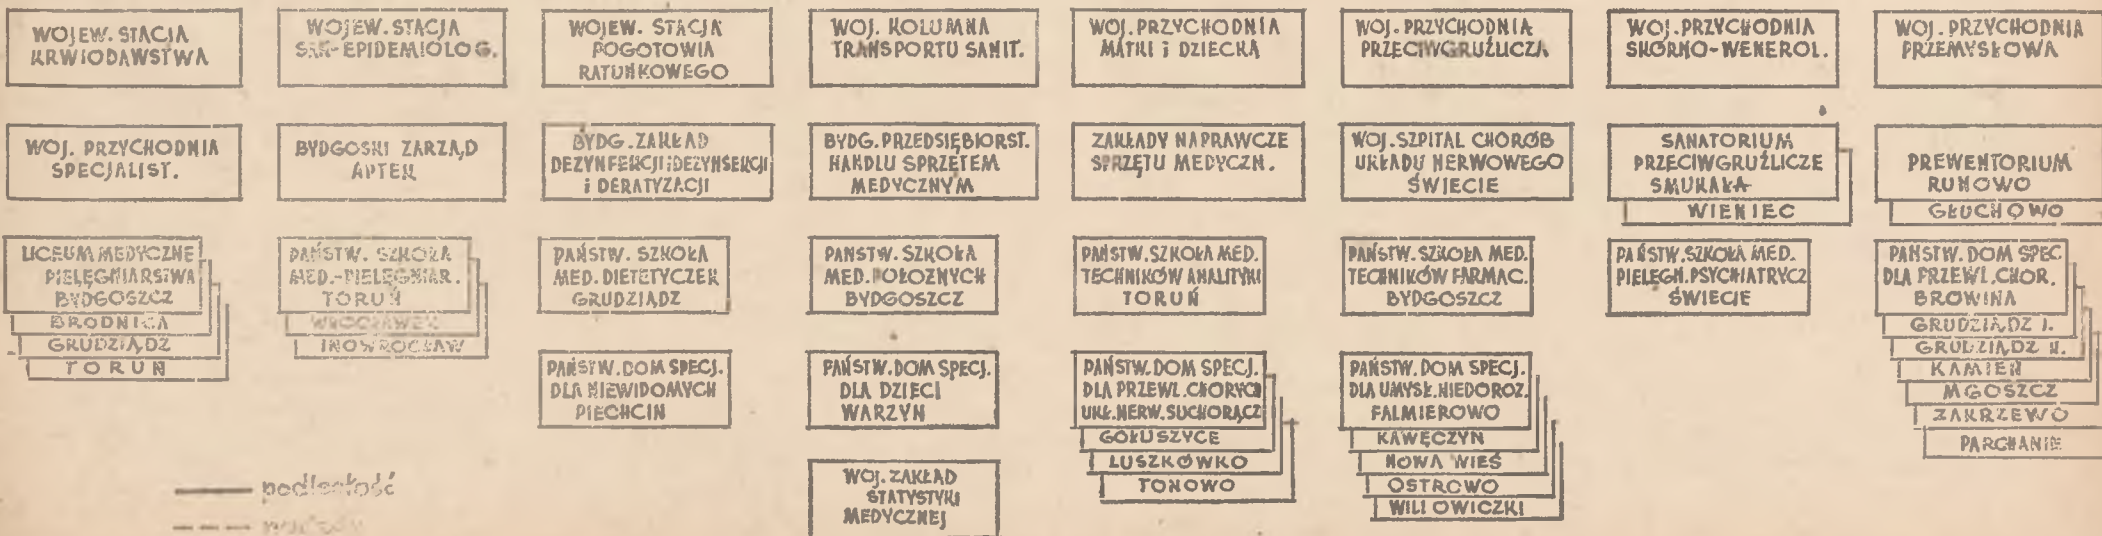 WOJEW. STACJA
KRWIODAWSTWA
WOJEW. STACJA
SAN-EPIDEMIOLOG.
WOJEW. STACJA
POGOTOWIA
RATUNKOWEGO
WOJ. KOLUMNA
TRANSPORTU SANIT.
WOJ. PRZYCHODNIA
MATKI i DZIECKA
WOJ. PRZYCHODNIA
PRZECIWGRUŹLICZA
WOJ. PRZYCHODNIA
SKÓRNO-WENEROL.
WOJ. PRZYCHODNIA
PRZEMYSŁOWA
WOJ. PRZYCHODNIA
SPECJALIST.
BYDGOSKI ZARZĄD
APTEK
BYDG. ZAKŁAD
DEZYNFEKCJI i DEZYNSEKCJI
i DERATYZACJI
BYDG. PRZEDSIĘBIORST.
HANDLU SPRZĘTEM
MEDYCZNYM
ZAKŁADY NAPRAWCZE
SPRZĘTU MEDYCZN.
WOJ. SZPITAL CHORÓB
UKŁADU NERWOWEGO
ŚWIECIE
SANATORIUM
PRZECIWGRUŹLICZE
SMUKAŁA
WIENIEC
PREWENTORIUM
RUNOWO
GŁUCHOWO
LICEUM MEDYCZNE
PIELĘGNIARSTWA
BYDGOSZCZ
BRODNICA
GRUDZIĄDZ
TORUŃ
PAŃSTW. SZKOŁA
MED.-PIELĘGNIAR.
TORUŃ
WŁOCŁAWEK
INOWROCŁAW
PAŃSTW. SZKOŁA
MED. DIETETYCZEK
GRUDZIĄDZ
PAŃSTW. SZKOŁA
MED. POŁOŻNYCH
BYDGOSZCZ
PAŃSTW. SZKOŁA MED.
TECHNIKÓW ANALITYKI
TORUŃ
PAŃSTW. SZKOŁA MED.
TECHNIKÓW FARMAC.
BYDGOSZCZ
PAŃSTW. SZKOŁA MED.
PIELĘGN. PSYCHIATRYCZ
ŚWIECIE
PAŃSTW. DOM SPEC
DLA PRZEWL. CHOR.
BROWINA
GRUDZIĄDZ I.
GRUDZIĄDZ II.
KAMIEŃ
MGOSZCZ
ZAKRZEWO
PARCHANIE
PAŃSTW. DOM SPECJ.
DLA NIEWIDOMYCH
PIECHCIN
PAŃSTW. DOM SPECJ.
DLA DZIECI
WARZYN
PAŃSTW. DOM SPECJ.
DLA PRZEWL. CHORYCH
UKŁ. NERW. SUCHORĄCZ
GOŁUSZYCE
LUSZKÓWKO
TONOWO
PAŃSTW. DOM SPECJ.
DLA UMYSŁ. NIEDOROZ.
FALMIEROWO
KAWĘCZYN
NOWA WIEŚ
OSTROWO
WILKOWICZKI
WOJ. ZAKŁAD
STATYSTYKI
MEDYCZNEJ
podległość